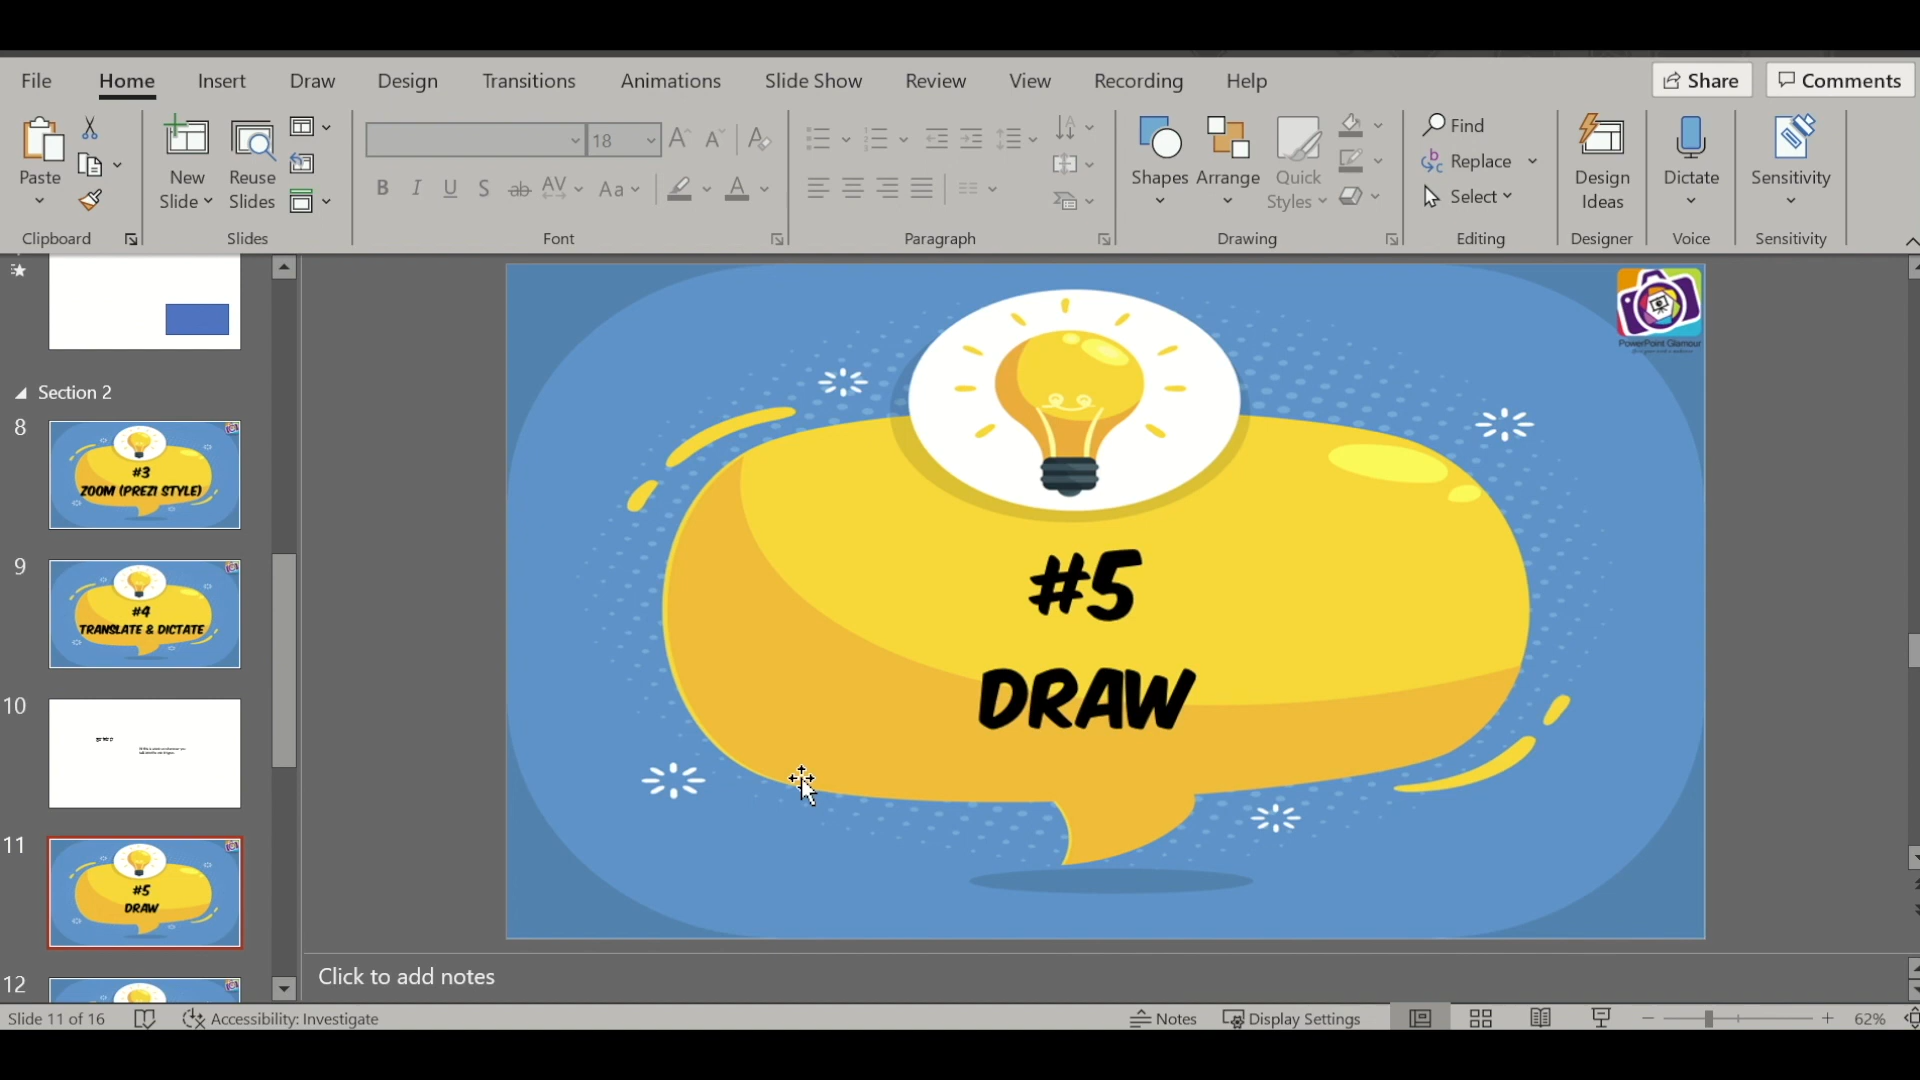 File Home Insert Draw Design Transitions Animations Slide Show Review View Recording Help Share Comments
Paste
New Slide
Reuse Slides
18
B I U S ab AV Aa A
Shapes
Arrange
Quick Styles
Find
Replace
Select
Design Ideas
Dictate
Sensitivity
Clipboard Slides Font Paragraph Drawing Editing Designer Voice Sensitivity
Section 2
8
#3
ZOOM (PREZI STYLE)
9
#4
TRANSLATE & DICTATE
10
11
#5
DRAW
12
PowerPoint Glamour
#5
DRAW
Click to add notes
Slide 11 of 16 Accessibility: Investigate Notes Display Settings 62%